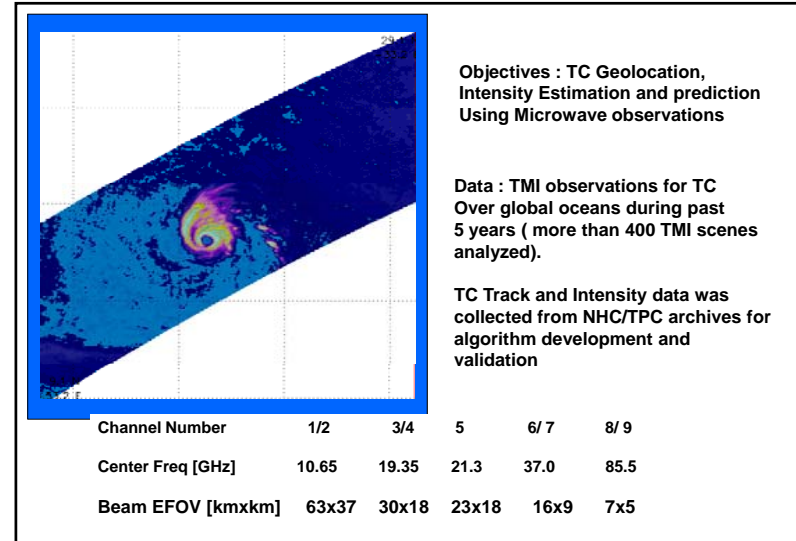 Objectives : TC Geolocation,
Intensity Estimation and prediction
Using Microwave observations
Data : TMI observations for TC
Over global oceans during past
5 years ( more than 400 TMI scenes
analyzed).
TC Track and Intensity data was
collected from NHC/TPC archives for
algorithm development and
validation
Channel Number 1/2 3/4 5 6/ 7 8/ 9
Center Freq [GHz] 10.65 19.35 21.3 37.0 85.5
Beam EFOV [kmxkm] 63x37 30x18 23x18 16x9 7x5